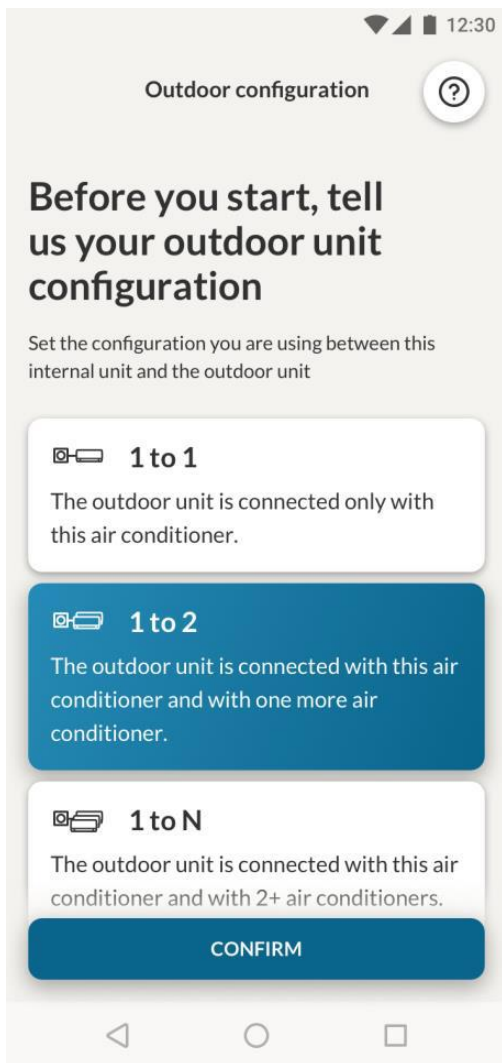 12:30
Outdoor configuration
Before you start, tell
us your outdoor unit
configuration
Set the configuration you are using between this
internal unit and the outdoor unit
1 to 1
The outdoor unit is connected only with
this air conditioner.
1 to 2
The outdoor unit is connected with this air
conditioner and with one more air
conditioner.
1 to N
The outdoor unit is connected with this air
conditioner and with 2+ air conditioners.
CONFIRM